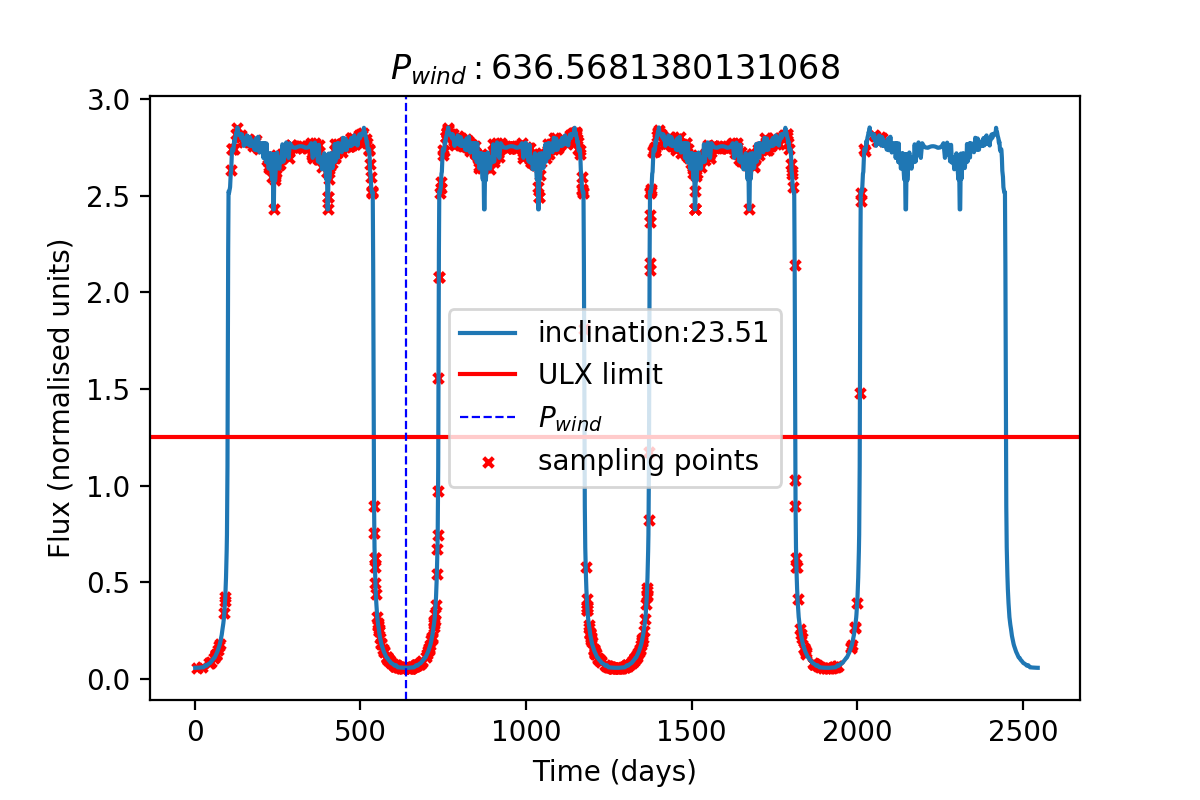 P_wind : 636.5681380131068
3.0
2.5
2.0
1.5
1.0
0.5
0.0
Flux (normalised units)
inclination:23.51
ULX limit
P_wind
sampling points
0 500 1000 1500 2000 2500
Time (days)